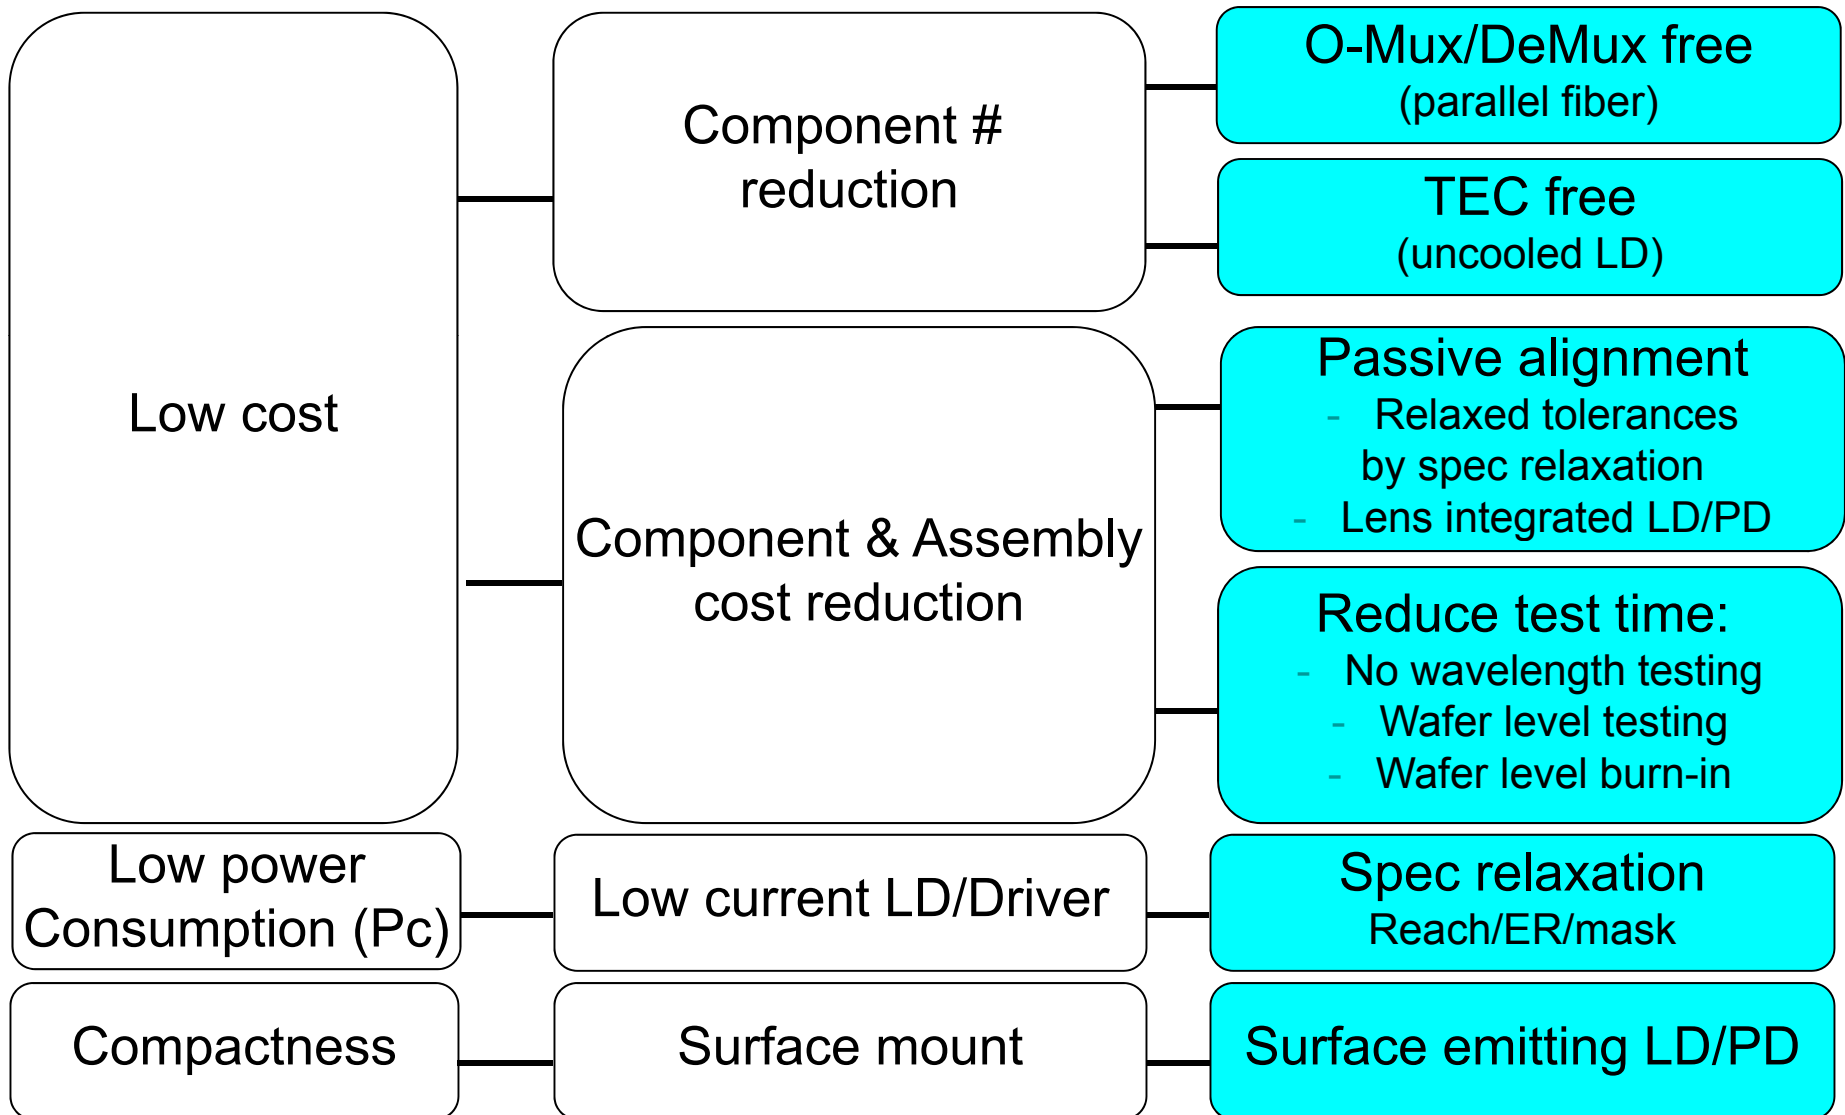 Low cost
Component #
reduction
O-Mux/DeMux free
(parallel fiber)
TEC free
(uncooled LD)
Component & Assembly
cost reduction
Passive alignment
- Relaxed tolerances
by spec relaxation
- Lens integrated LD/PD
Reduce test time:
- No wavelength testing
- Wafer level testing
- Wafer level burn-in
Low power
Consumption (Pc)
Low current LD/Driver
Spec relaxation
Reach/ER/mask
Compactness
Surface mount
Surface emitting LD/PD